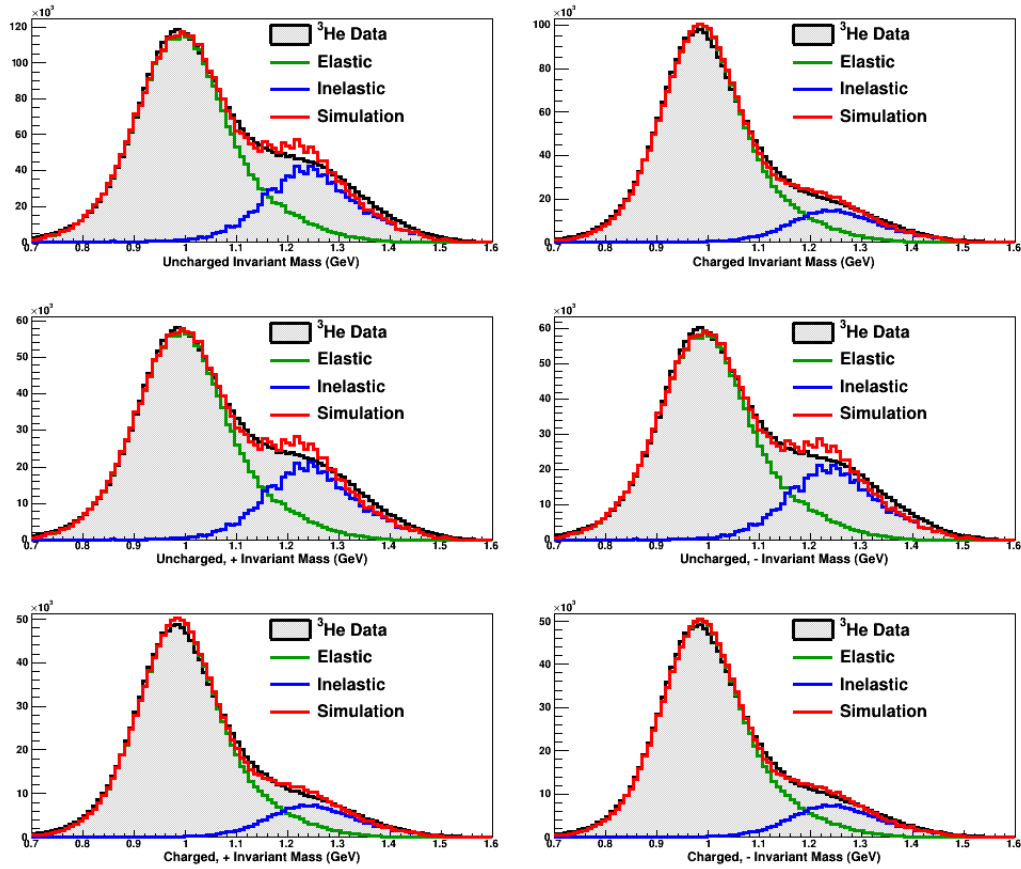 ×10³
120
100
80
60
40
20
0
³He Data
Elastic
Inelastic
Simulation
0.7 0.8 0.9 1 1.1 1.2 1.3 1.4 1.5 1.6
Uncharged Invariant Mass (GeV)
×10³
100
80
60
40
20
0
³He Data
Elastic
Inelastic
Simulation
0.7 0.8 0.9 1 1.1 1.2 1.3 1.4 1.5 1.6
Charged Invariant Mass (GeV)
×10³
60
50
40
30
20
10
0
³He Data
Elastic
Inelastic
Simulation
0.7 0.8 0.9 1 1.1 1.2 1.3 1.4 1.5 1.6
Uncharged, + Invariant Mass (GeV)
×10³
60
50
40
30
20
10
0
³He Data
Elastic
Inelastic
Simulation
0.7 0.8 0.9 1 1.1 1.2 1.3 1.4 1.5 1.6
Uncharged, - Invariant Mass (GeV)
×10³
50
40
30
20
10
0
³He Data
Elastic
Inelastic
Simulation
0.7 0.8 0.9 1 1.1 1.2 1.3 1.4 1.5 1.6
Charged, + Invariant Mass (GeV)
×10³
50
40
30
20
10
0
³He Data
Elastic
Inelastic
Simulation
0.7 0.8 0.9 1 1.1 1.2 1.3 1.4 1.5 1.6
Charged, - Invariant Mass (GeV)